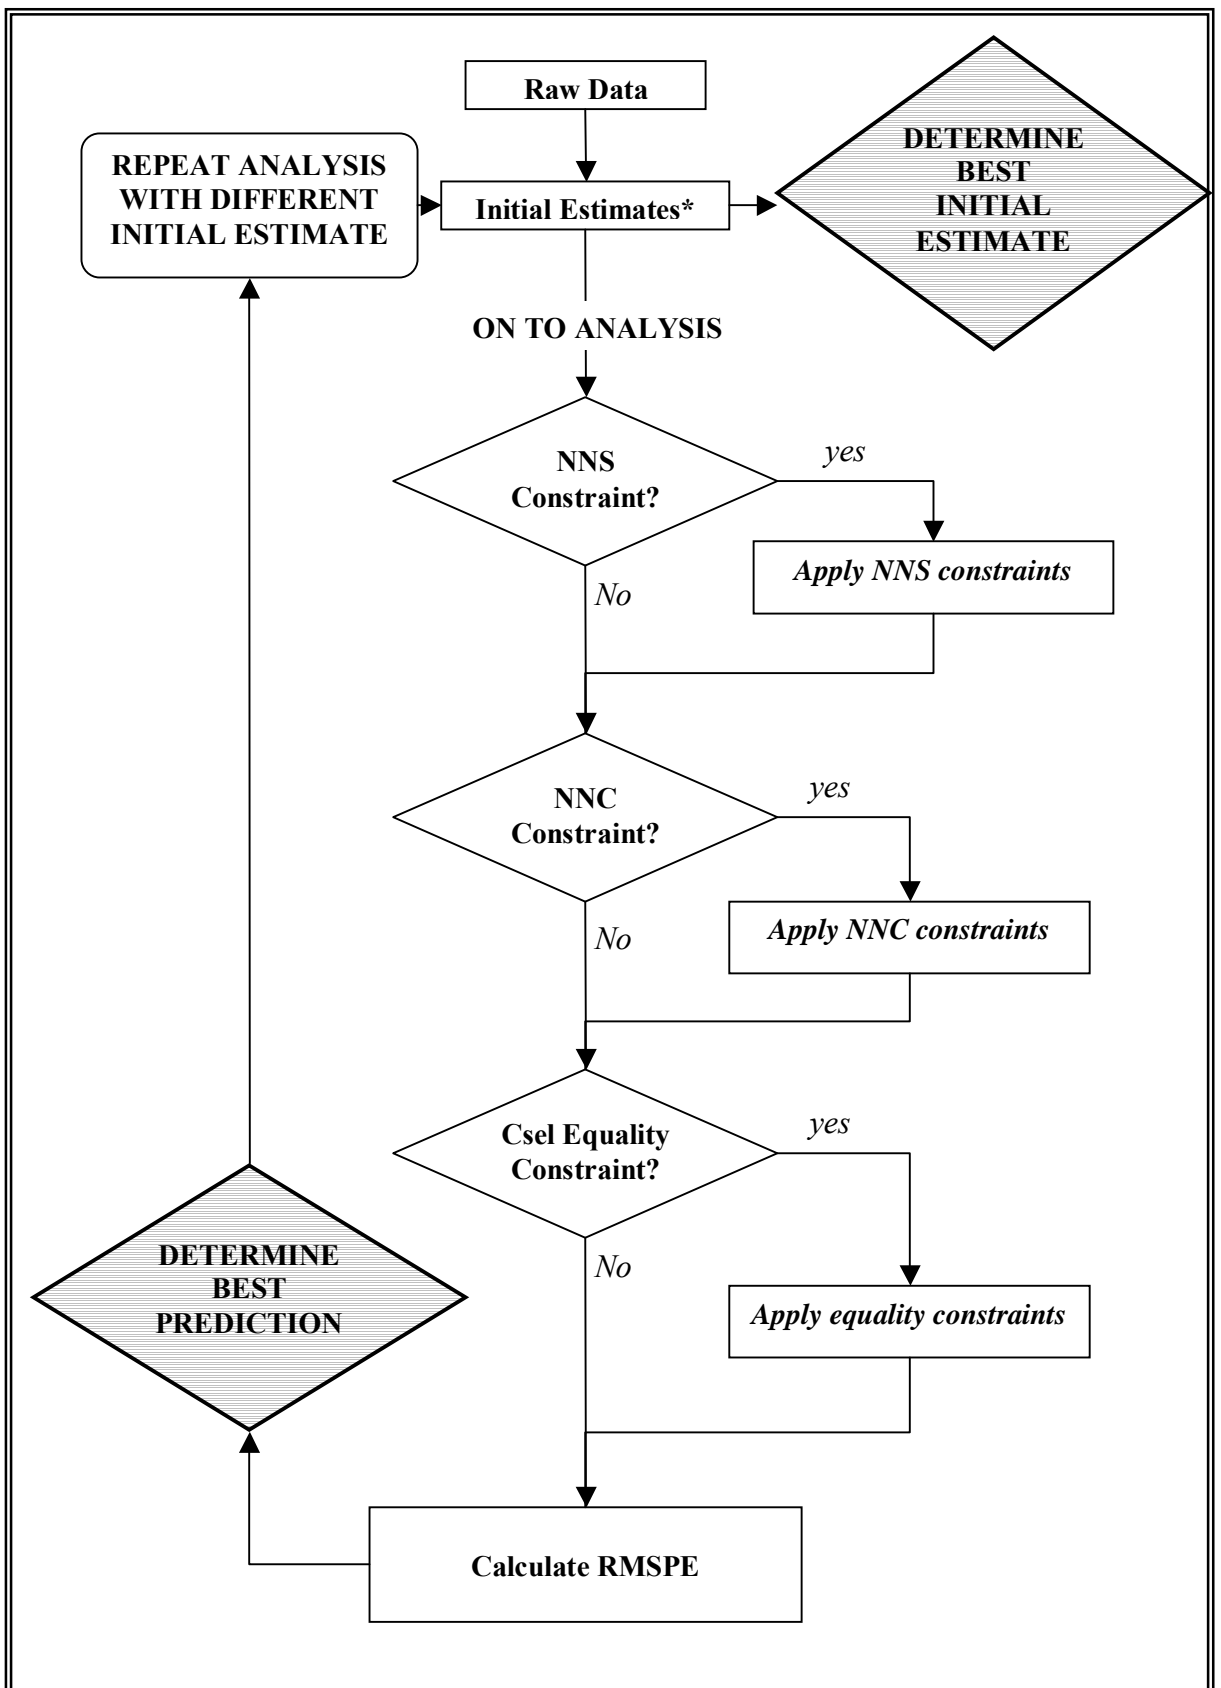 Raw Data
REPEAT ANALYSIS
WITH DIFFERENT
INITIAL ESTIMATE
Initial Estimates*
DETERMINE
BEST
INITIAL
ESTIMATE
ON TO ANALYSIS
NNS
Constraint?
yes
Apply NNS constraints
No
NNC
Constraint?
yes
Apply NNC constraints
No
Csel Equality
Constraint?
yes
Apply equality constraints
No
DETERMINE
BEST
PREDICTION
Calculate RMSPE